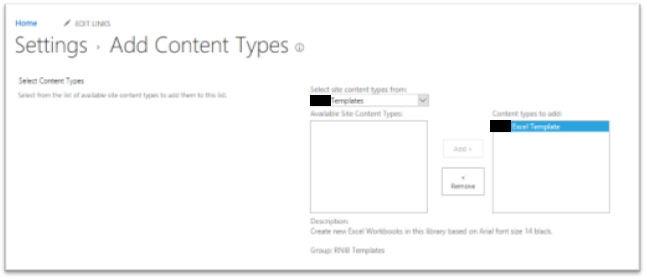 Home EDIT LINKS
Settings › Add Content Types
Select Content Types
Select from the list of available site content types to add them to this list.
Select site content types from:
Templates
Available Site Content Types:
Content types to add:
Excel Template
Add >
<
Remove
Description:
Create new Excel Workbooks in this library based on Arial font size 14 black.
Group: RNIB Templates